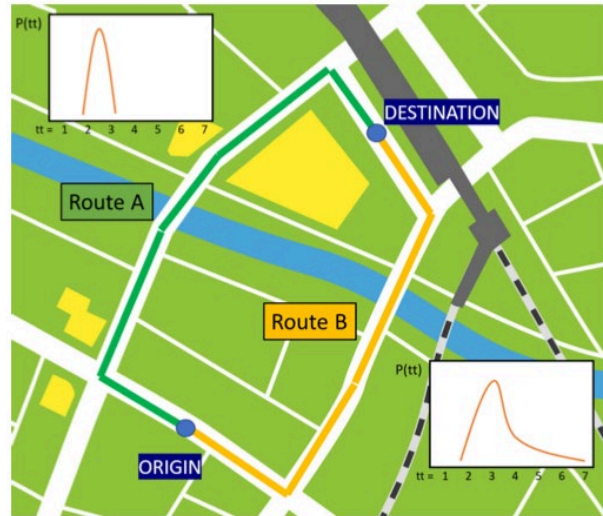 P(tt)
tt = 1 2 3 4 5 6 7
DESTINATION
Route A
Route B
P(tt)
tt = 1 2 3 4 5 6 7
ORIGIN